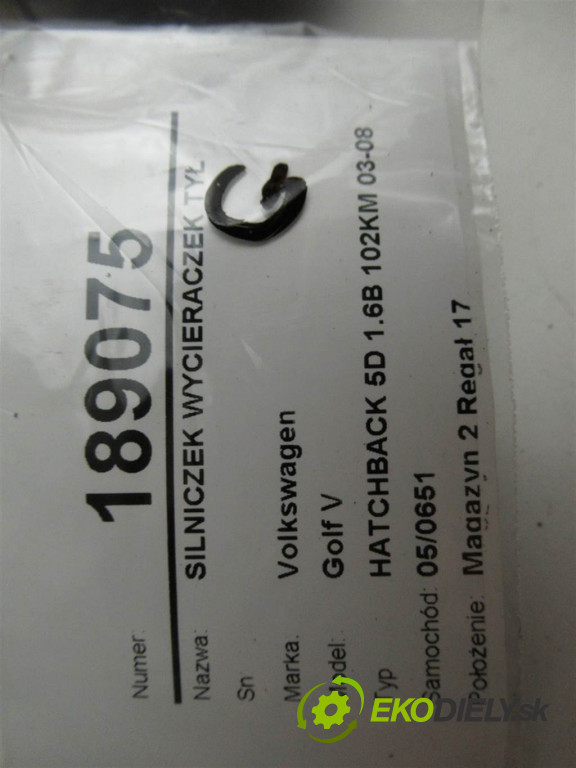 Numer: 189075
Nazwa: SILNICZEK WYCIERACZEK TYŁ
Sn
G
Marka: Volkswagen
Model: Golf V
Typ HATCHBACK 5D 1.6B 102KM 03-08
Samochód: 05/0651
Położenie: Magazyn 2 Regał 17
EKODIELY.sk